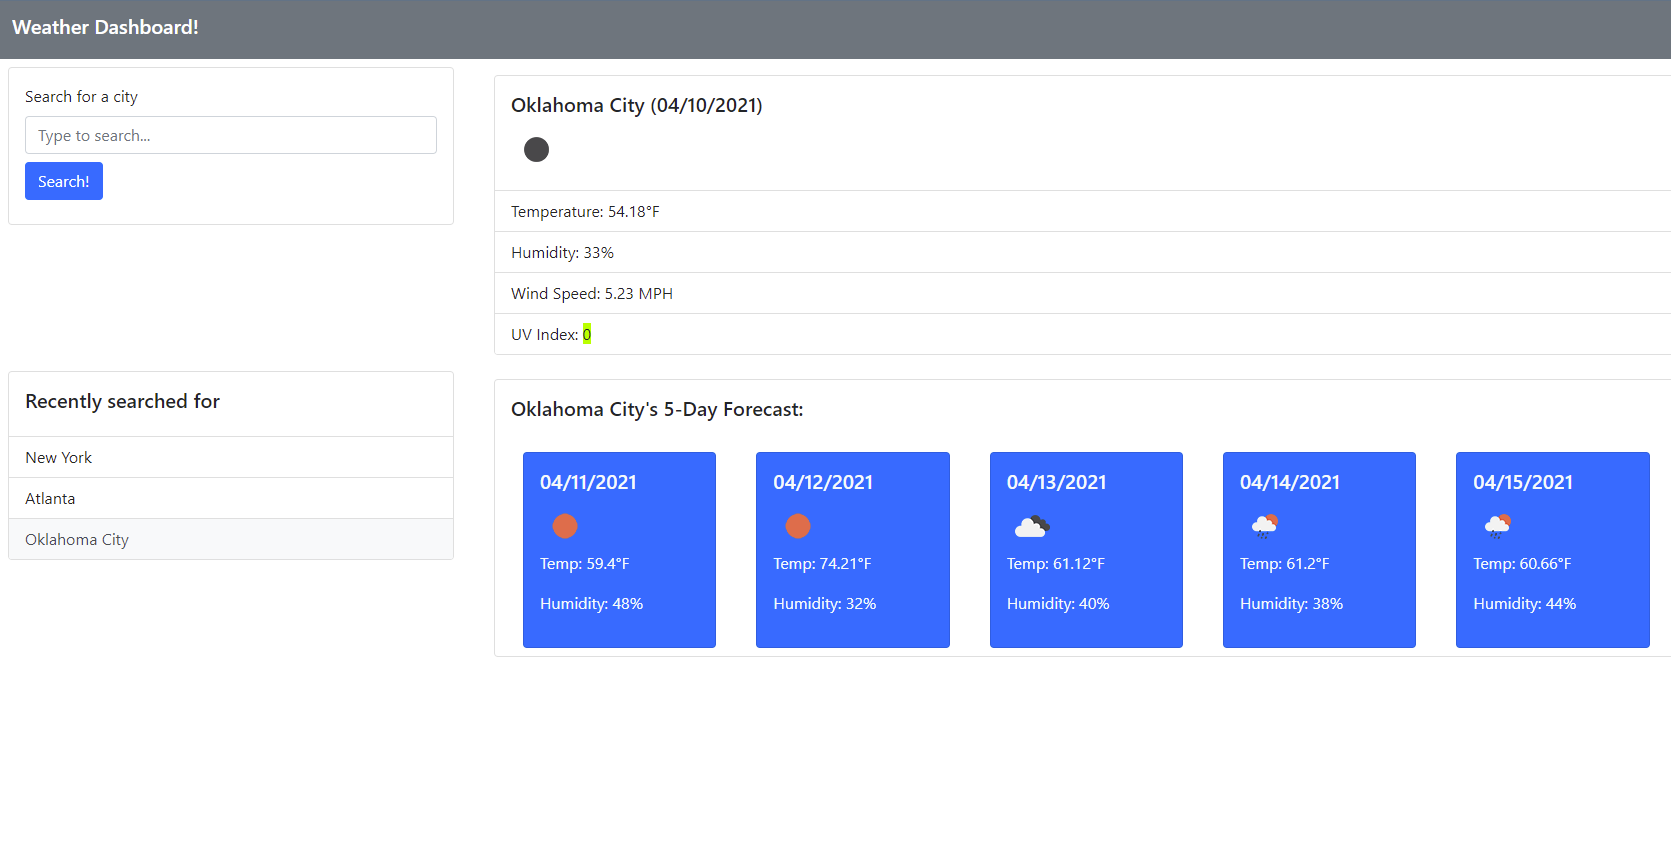 Weather Dashboard!
Search for a city
Type to search...
Search!
Recently searched for
New York
Atlanta
Oklahoma City
Oklahoma City (04/10/2021)
Temperature: 54.18°F
Humidity: 33%
Wind Speed: 5.23 MPH
UV Index: 0
Oklahoma City's 5-Day Forecast:
04/11/2021
Temp: 59.4°F
Humidity: 48%
04/12/2021
Temp: 74.21°F
Humidity: 32%
04/13/2021
Temp: 61.12°F
Humidity: 40%
04/14/2021
Temp: 61.2°F
Humidity: 38%
04/15/2021
Temp: 60.66°F
Humidity: 44%